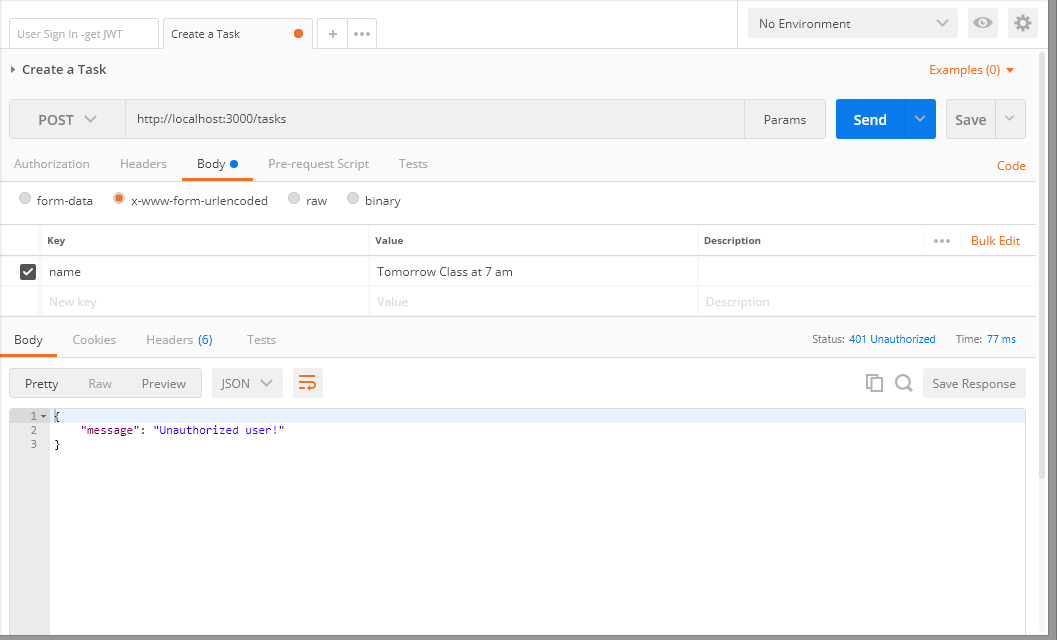 User Sign In -get JWT
Create a Task
No Environment
Create a Task
Examples (0)
POST
http://localhost:3000/tasks
Params
Send
Save
Authorization
Headers
Body
Pre-request Script
Tests
Code
form-data
x-www-form-urlencoded
raw
binary
Key
Value
Description
Bulk Edit
name
Tomorrow Class at 7 am
New key
Value
Description
Body
Cookies
Headers (6)
Tests
Status: 401 Unauthorized
Time: 77 ms
Pretty
Raw
Preview
JSON
Save Response
1 {
2 "message": "Unauthorized user!"
3 }